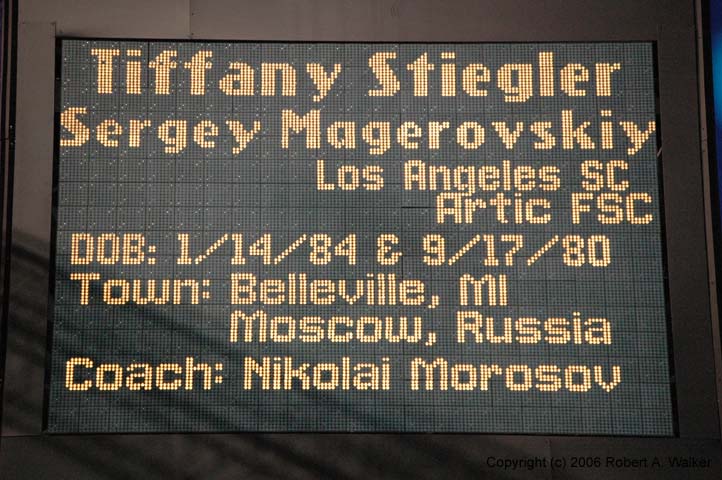 Tiffany Stiegler
Sergey Magerovskiy
Los Angeles SC
Artic FSC
DOB: 1/14/84 & 9/17/80
Town: Belleville, MI
Moscow, Russia
Coach: Nikolai Morosov
Copyright (c) 2006 Robert A. Walker